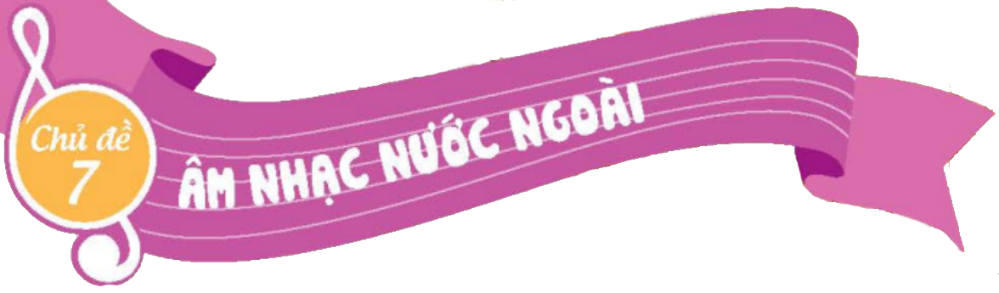 Chủ đề
7
ÂM NHẠC NƯỚC NGOÀI